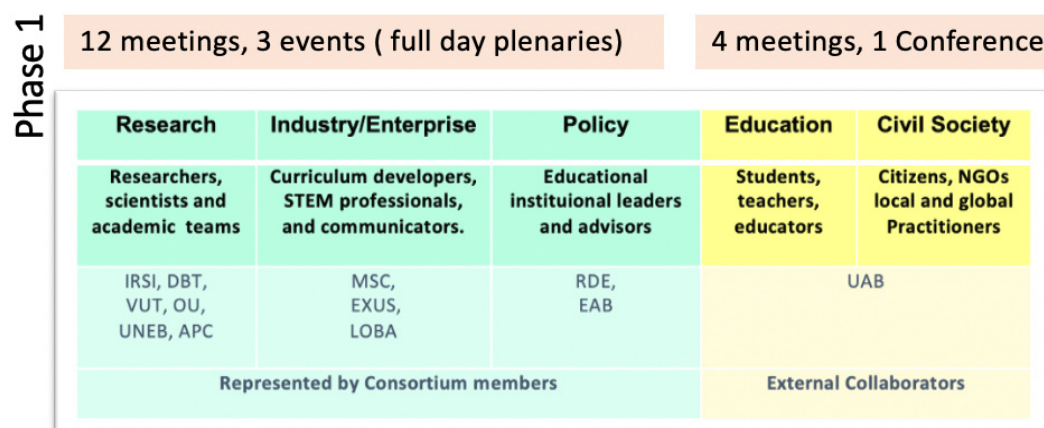 Phase 1
12 meetings, 3 events ( full day plenaries)
4 meetings, 1 Conference
Research
Industry/Enterprise
Policy
Education
Civil Society
Researchers,
scientists and
academic teams
Curriculum developers,
STEM professionals,
and communicators.
Educational
instituional leaders
and advisors
Students,
teachers,
educators
Citizens, NGOs
local and global
Practitioners
IRSI, DBT,
VUT, OU,
UNEB, APC
MSC,
EXUS,
LOBA
RDE,
EAB
UAB
Represented by Consortium members
External Collaborators